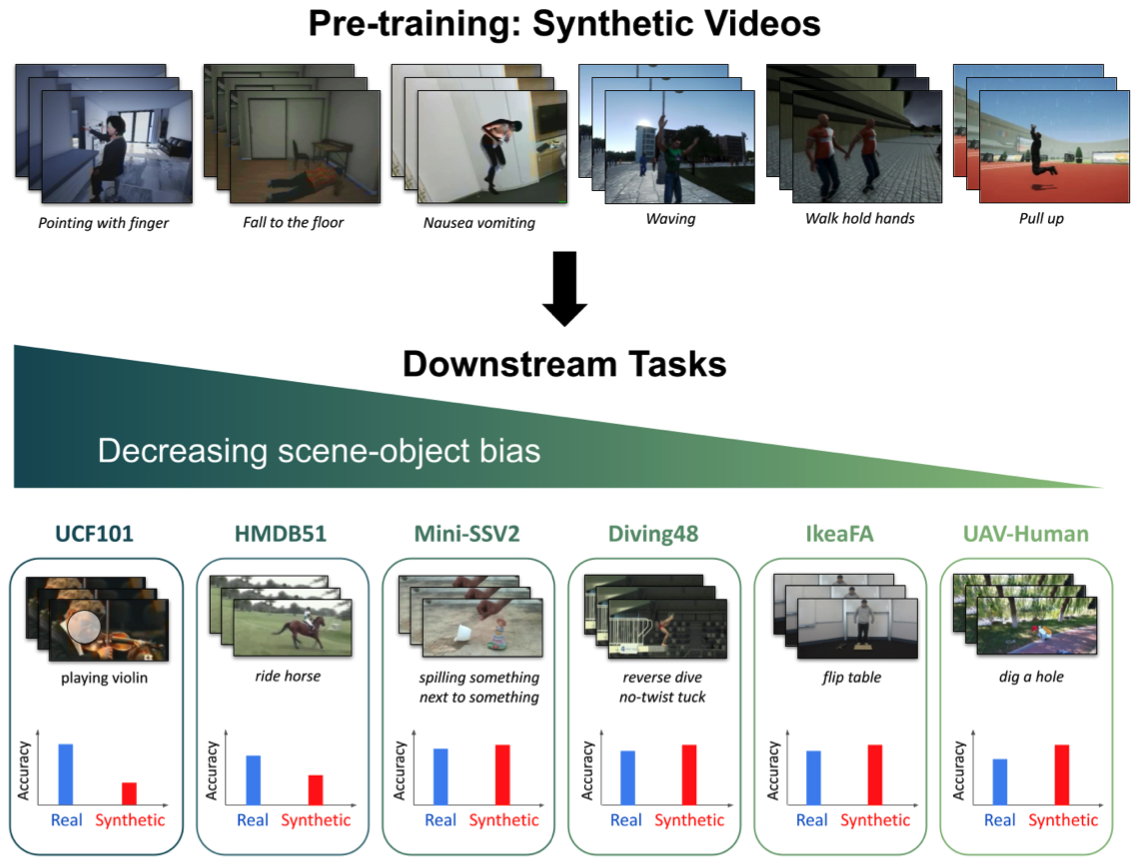 Pre-training: Synthetic Videos
Pointing with finger
Fall to the floor
Nausea vomiting
Waving
Walk hold hands
Pull up
Downstream Tasks
Decreasing scene-object bias
UCF101
HMDB51
Mini-SSV2
Diving48
IkeaFA
UAV-Human
playing violin
ride horse
spilling something
next to something
reverse dive
no-twist tuck
flip table
dig a hole
Accuracy
Real Synthetic
Accuracy
Real Synthetic
Accuracy
Real Synthetic
Accuracy
Real Synthetic
Accuracy
Real Synthetic
Accuracy
Real Synthetic